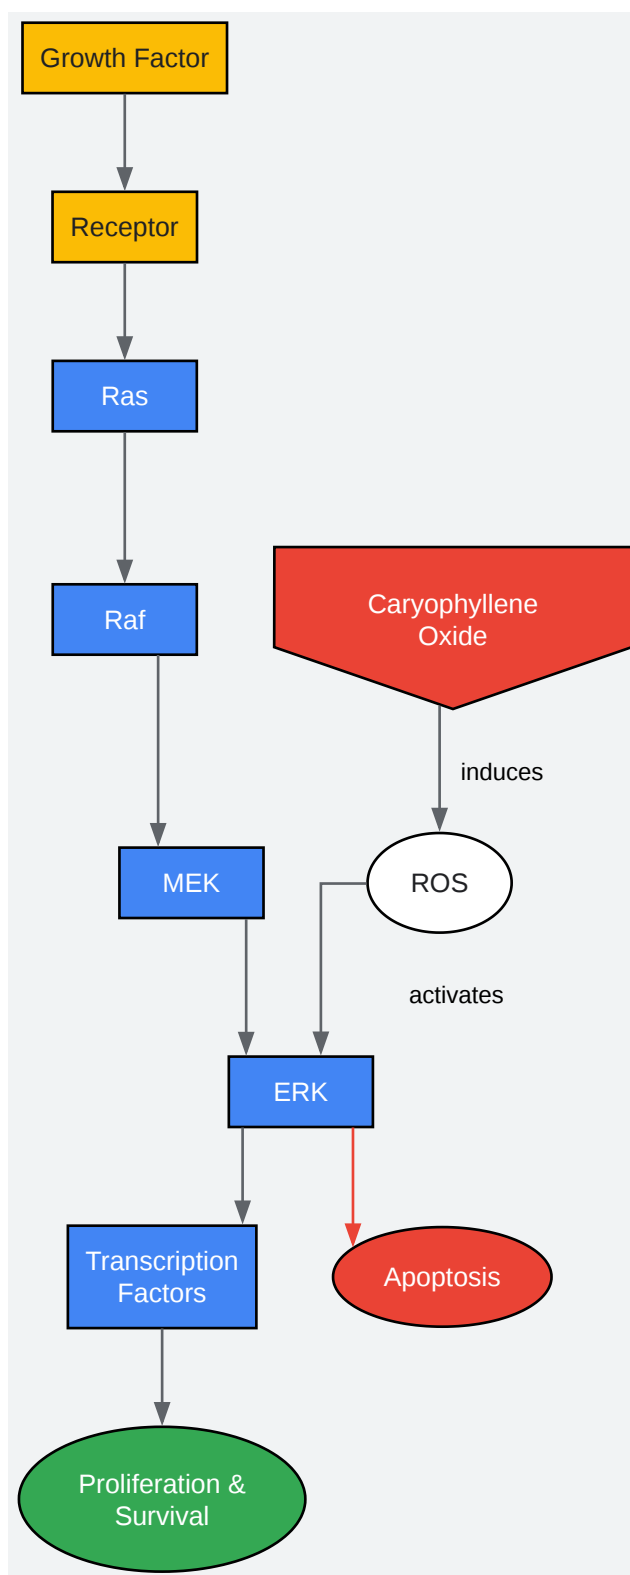 Growth Factor
Receptor
Ras
Raf
Caryophyllene
Oxide
induces
MEK
ROS
activates
ERK
Transcription
Factors
Apoptosis
Proliferation &
Survival